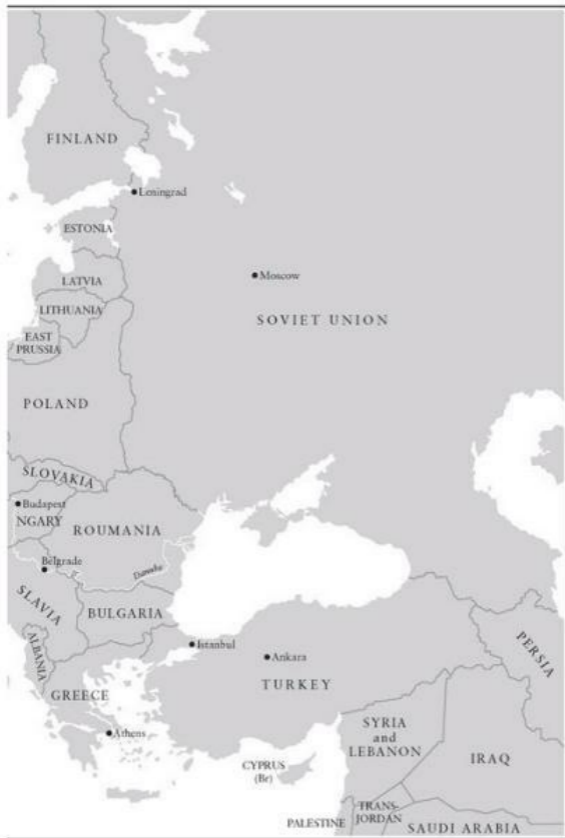 FINLAND
Leningrad
ESTONIA
Moscow
LATVIA
LITHUANIA
SOVIET UNION
EAST
PRUSSIA
POLAND
SLOVAKIA
Budapest
NGARY
ROUMANIA
Belgrade
Danube
SLAVIA
BULGARIA
ALBANIA
Istanbul
Ankara
PERSIA
GREECE
TURKEY
Athens
SYRIA
and
LEBANON
IRAQ
CYPRUS
(Br)
PALESTINE
TRANS-
JORDAN
SAUDI ARABIA